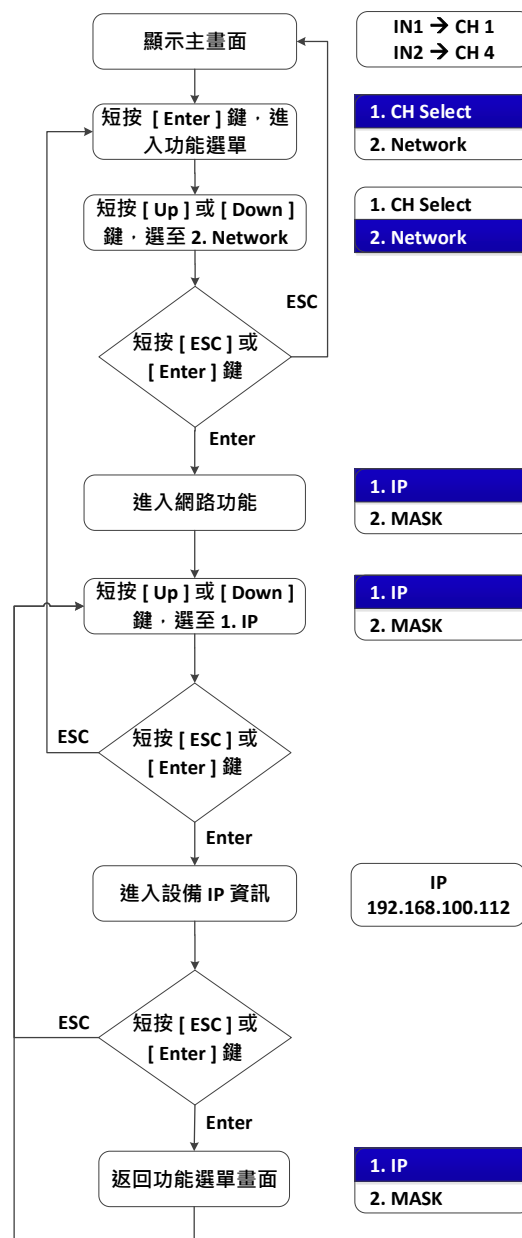 顯示主畫面
IN1 → CH 1
IN2 → CH 4
短按 [ Enter ] 鍵，進
入功能選單
1. CH Select
2. Network
短按 [ Up ] 或 [ Down ]
鍵，選至 2. Network
1. CH Select
2. Network
ESC
短按 [ ESC ] 或
[ Enter ] 鍵
Enter
進入網路功能
1. IP
2. MASK
短按 [ Up ] 或 [ Down ]
鍵，選至 1. IP
1. IP
2. MASK
ESC
短按 [ ESC ] 或
[ Enter ] 鍵
Enter
進入設備 IP 資訊
IP
192.168.100.112
ESC
短按 [ ESC ] 或
[ Enter ] 鍵
Enter
返回功能選單畫面
1. IP
2. MASK